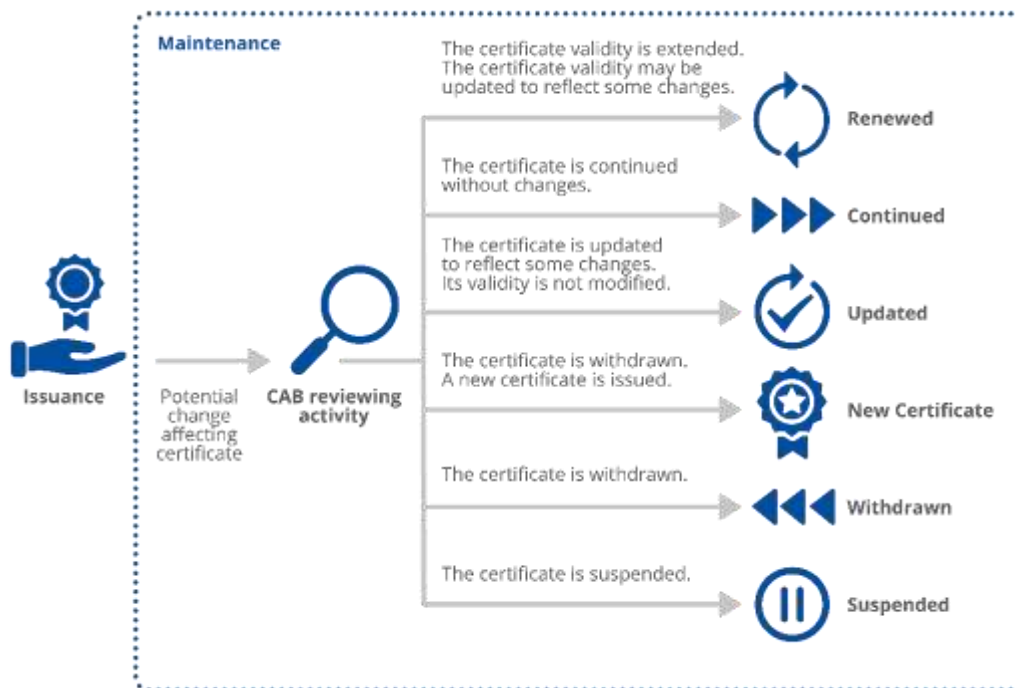 Maintenance
The certificate validity is extended.
The certificate validity may be
updated to reflect some changes.
Renewed
The certificate is continued
without changes.
Continued
The certificate is updated
to reflect some changes.
Its validity is not modified.
Updated
Issuance
Potential
change
affecting
certificate
CAB reviewing
activity
The certificate is withdrawn.
A new certificate is issued.
New Certificate
The certificate is withdrawn.
Withdrawn
The certificate is suspended.
Suspended